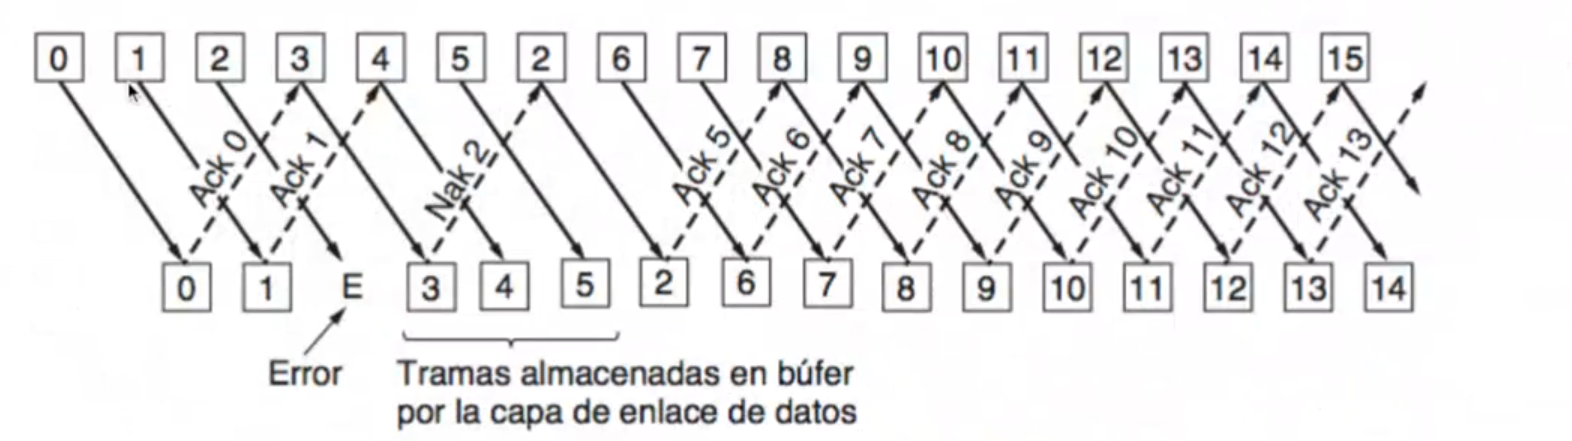 0 1 2 3 4 5 2 6 7 8 9 10 11 12 13 14 15
Ack 0 Ack 1 Nak 2 Ack 5 Ack 6 Ack 7 Ack 8 Ack 9 Ack 10 Ack 11 Ack 12 Ack 13
0 1 E 3 4 5 2 6 7 8 9 10 11 12 13 14
Error
Tramas almacenadas en búfer
por la capa de enlace de datos